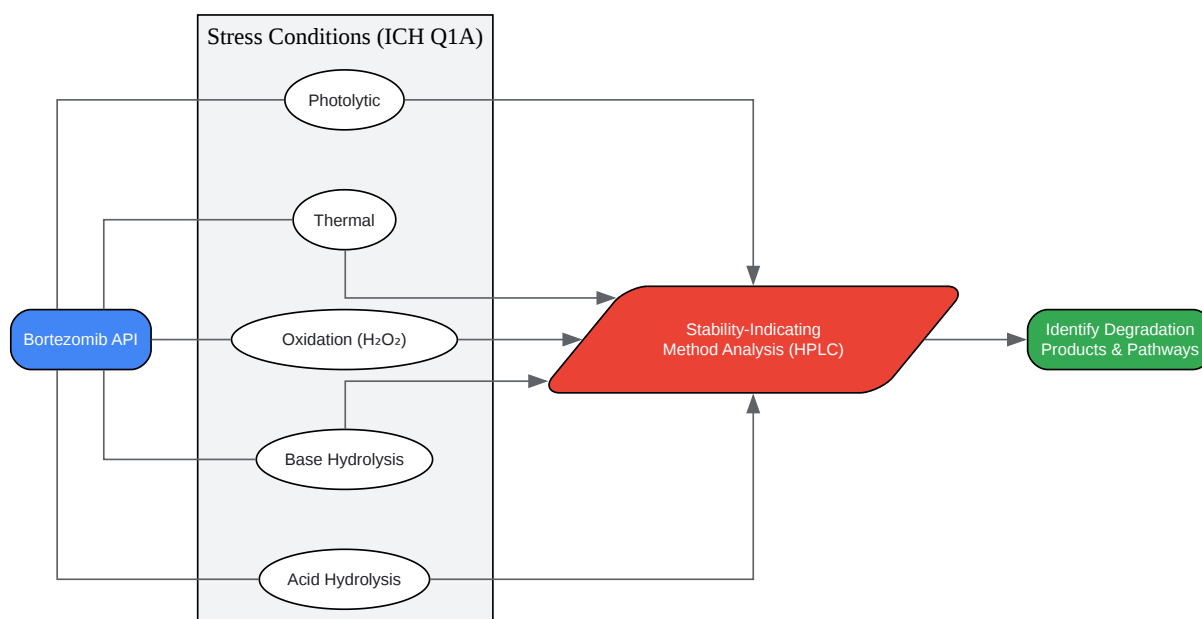 Stress Conditions (ICH Q1A)
Photolytic
Thermal
Bortezomib API
Oxidation (H₂O₂)
Stability-Indicating
Method Analysis (HPLC)
Identify Degradation
Products & Pathways
Base Hydrolysis
Acid Hydrolysis